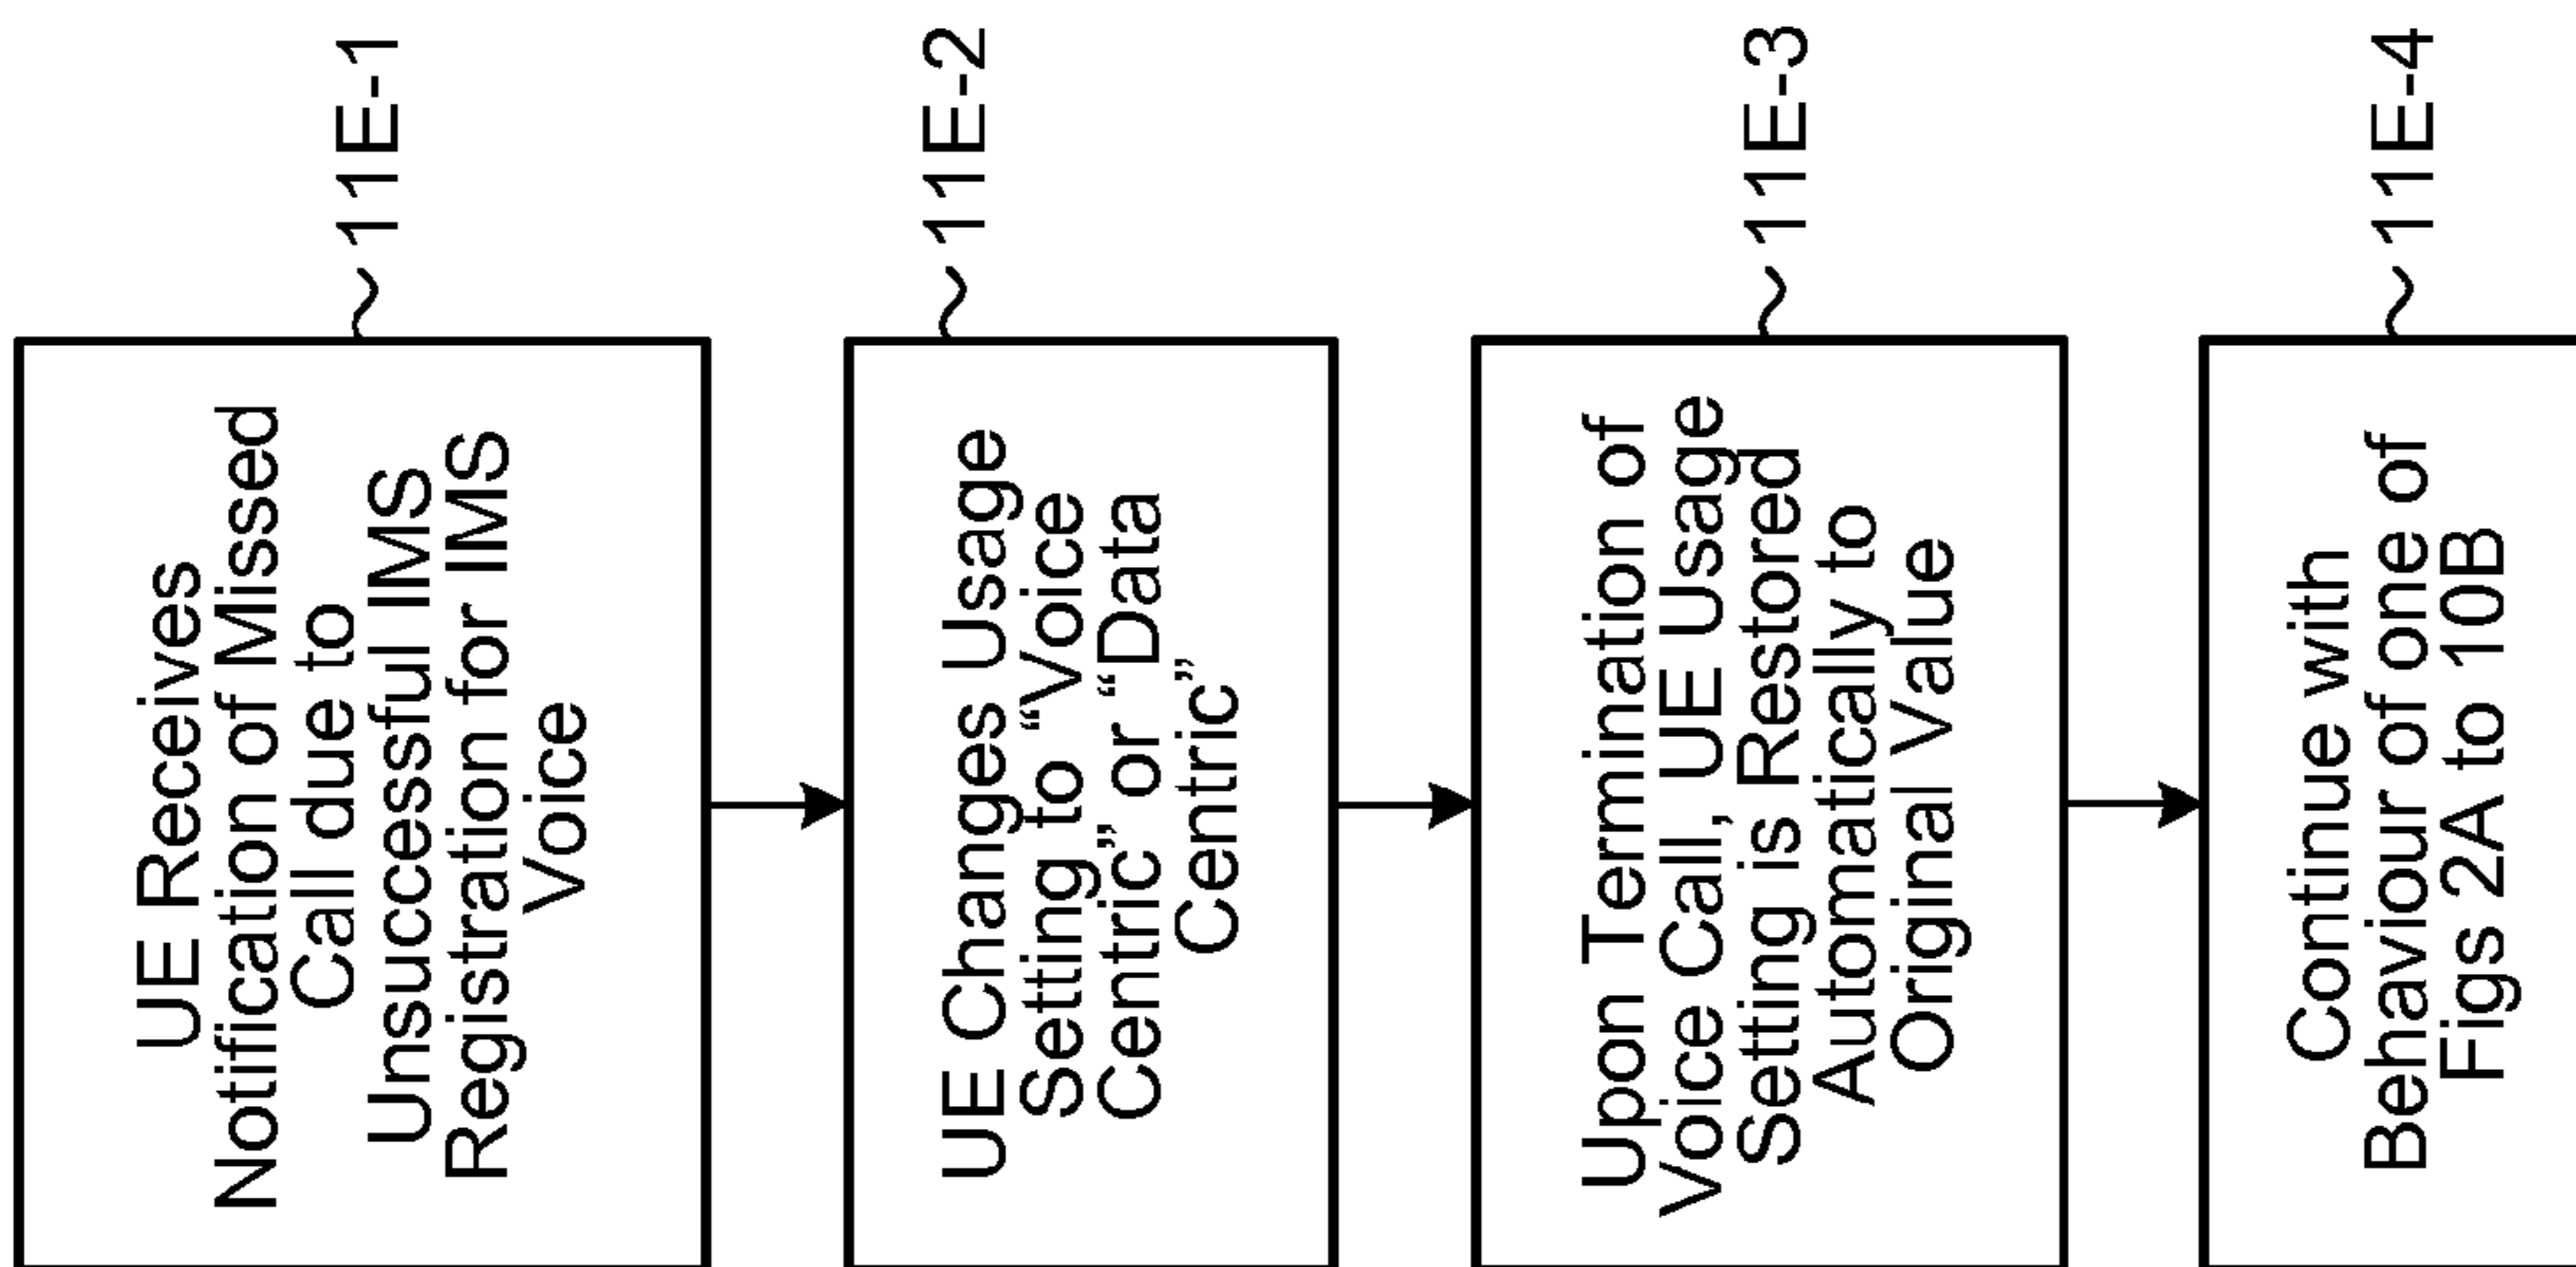 UE Receives
Notification of Missed
Call due to
Unsuccessful IMS
Registration for IMS
Voice
11E-1
UE Changes Usage
Setting to “Voice
Centric” or “Data
Centric”
11E-2
Upon Termination of
Voice Call, UE Usage
Setting is Restored
Automatically to
Original Value
11E-3
Continue with
Behaviour of one of
Figs 2A to 10B
11E-4